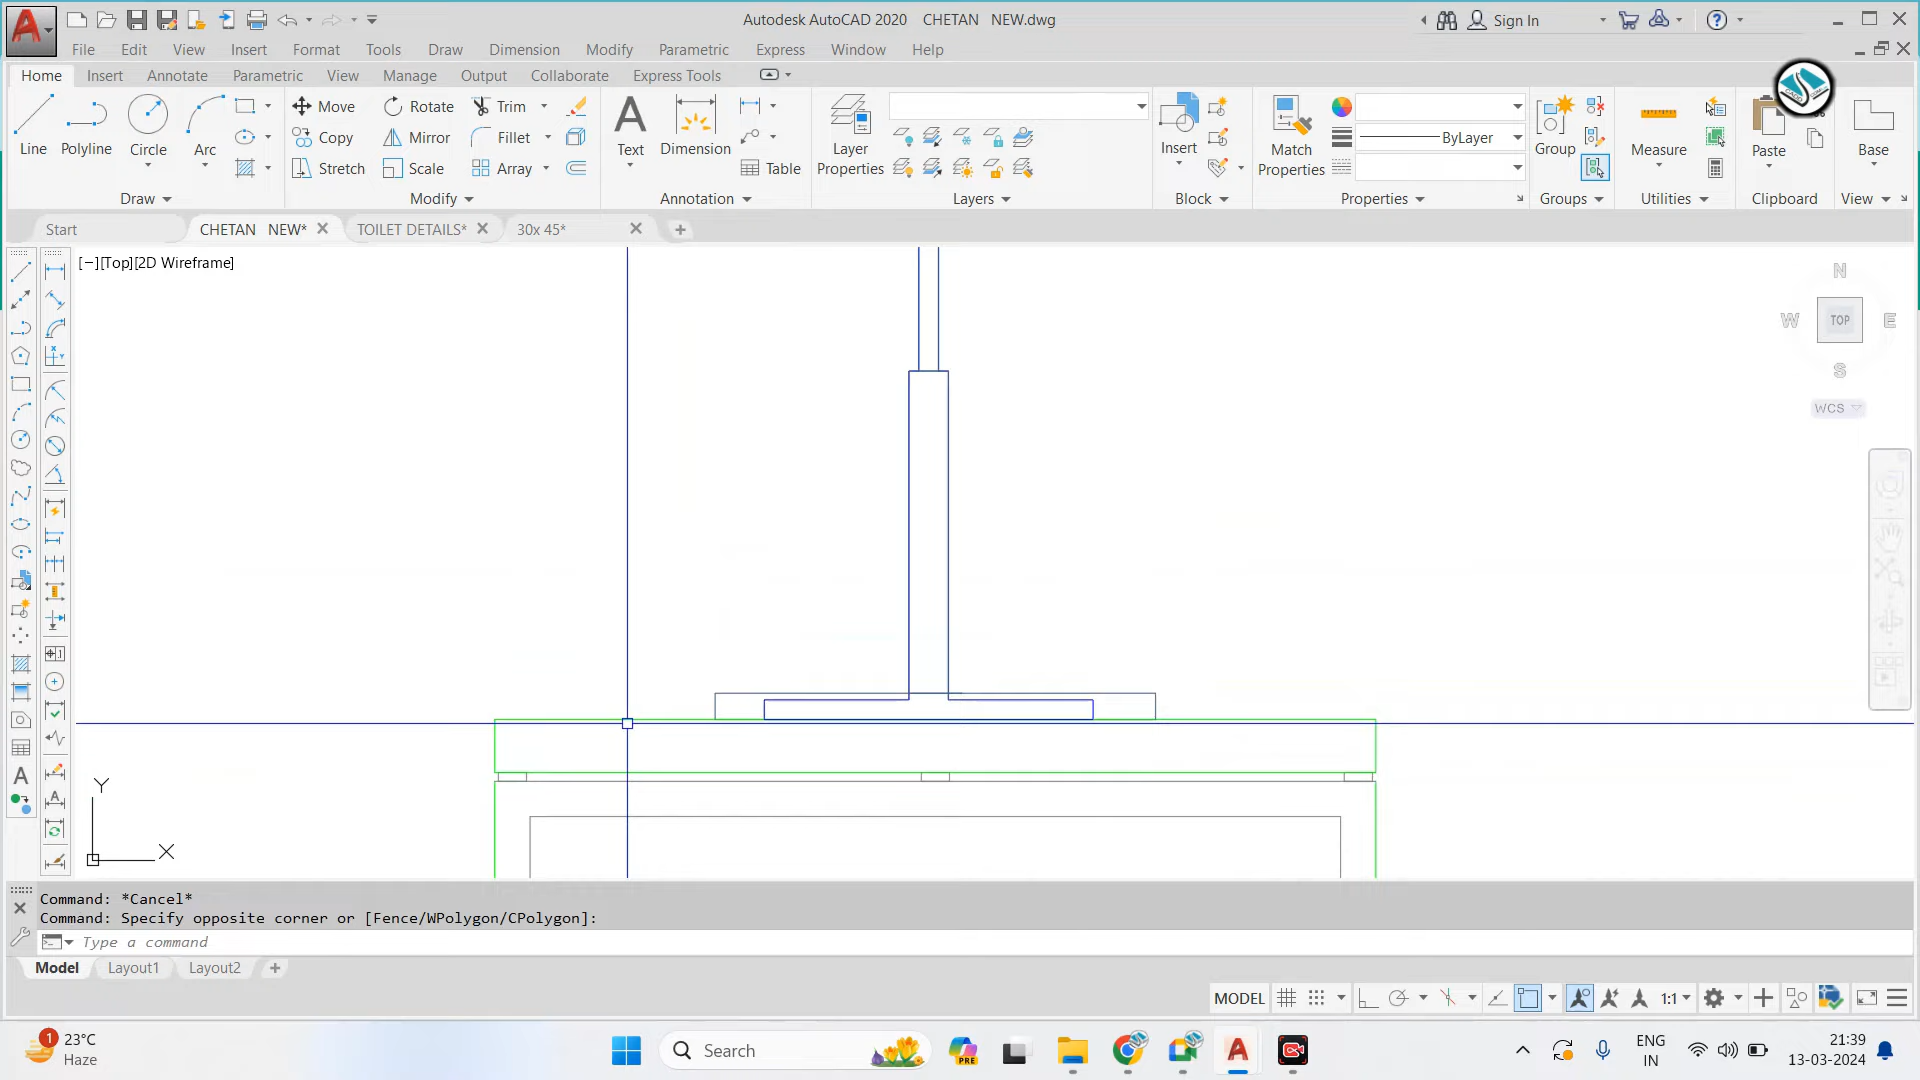 Autodesk AutoCAD 2020 CHETAN NEW.dwg
Sign In
File Edit View Insert Format Tools Draw Dimension Modify Parametric Express Window Help
Home Insert Annotate Parametric View Manage Output Collaborate Express Tools
Line Polyline Circle Arc
Move Rotate Trim
Copy Mirror Fillet
Stretch Scale Array
Text Dimension Table
Layer Properties
Insert
Match Properties
ByLayer
Group
Measure
Paste
Base
Draw Modify Annotation Layers Block Properties Groups Utilities Clipboard View
Start CHETAN NEW* TOILET DETAILS* 30x 45*
[−][Top][2D Wireframe]
N
W TOP E
S
WCS
Y
X
Command: *Cancel*
Command: Specify opposite corner or [Fence/WPolygon/CPolygon]:
Type a command
Model Layout1 Layout2
MODEL 1:1
1
23°C
Haze
Search
PRE
ENG
IN
21:39
13-03-2024